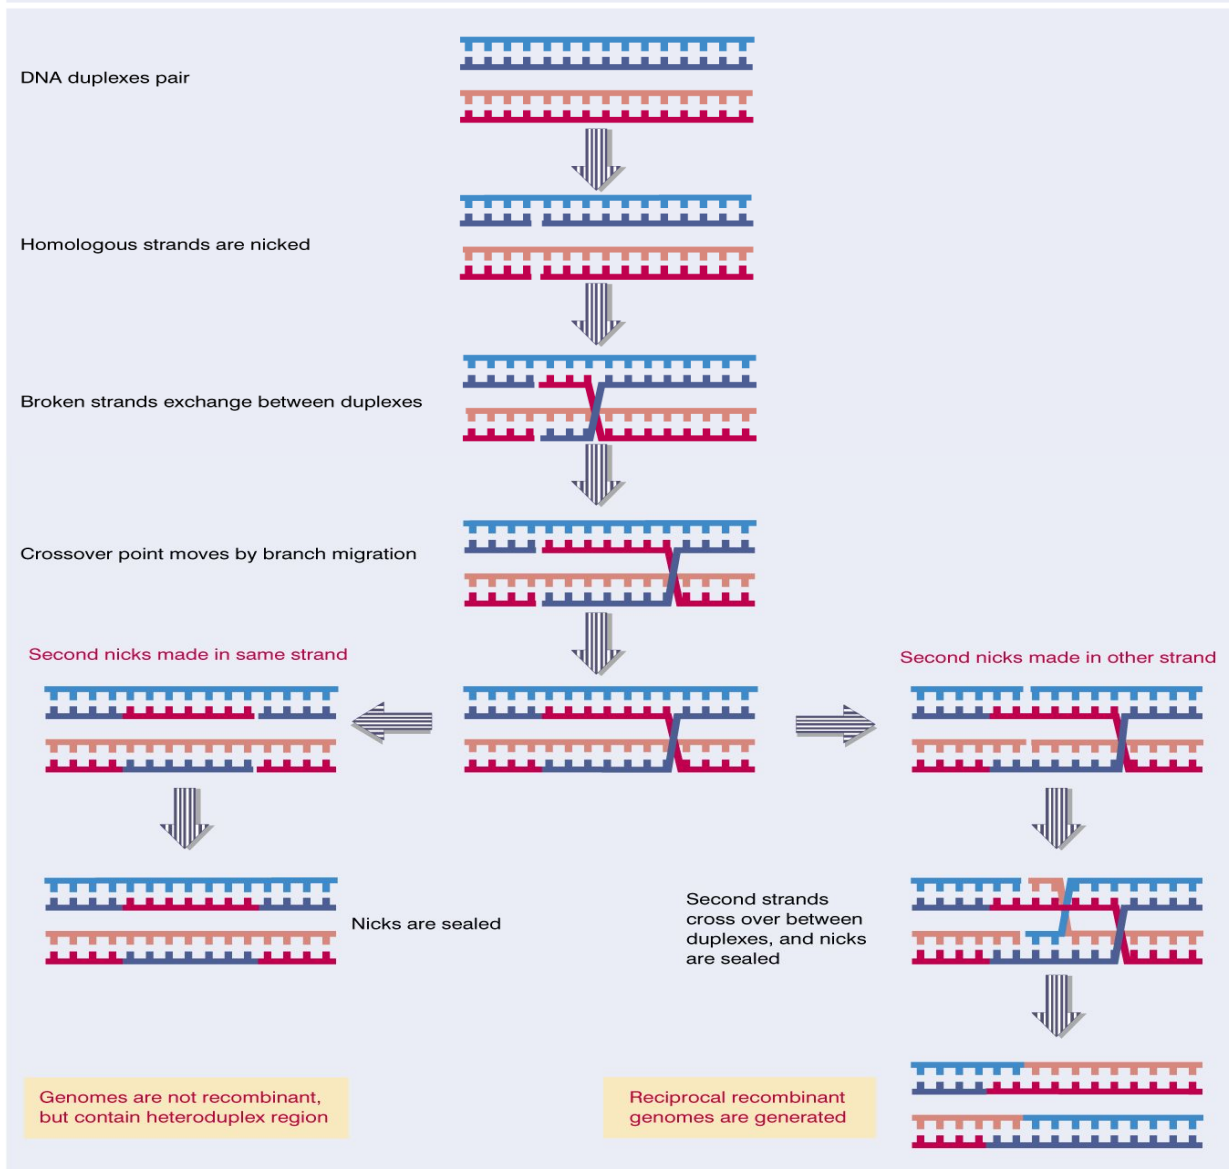 DNA duplexes pair
Homologous strands are nicked
Broken strands exchange between duplexes
Crossover point moves by branch migration
Second nicks made in same strand
Second nicks made in other strand
Nicks are sealed
Second strands
cross over between
duplexes, and nicks
are sealed
Genomes are not recombinant,
but contain heteroduplex region
Reciprocal recombinant
genomes are generated